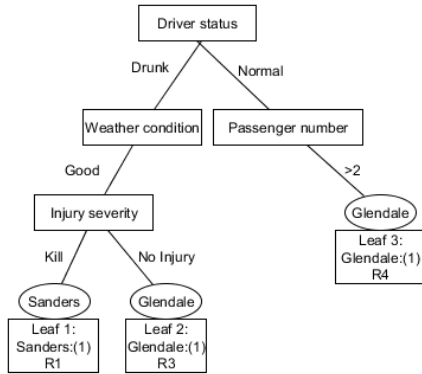 Driver status
Drunk
Normal
Weather condition
Passenger number
Good
>2
Injury severity
Glendale
Kill
No Injury
Leaf 3:
Glendale:(1)
R4
Sanders
Glendale
Leaf 1:
Sanders:(1)
R1
Leaf 2:
Glendale:(1)
R3